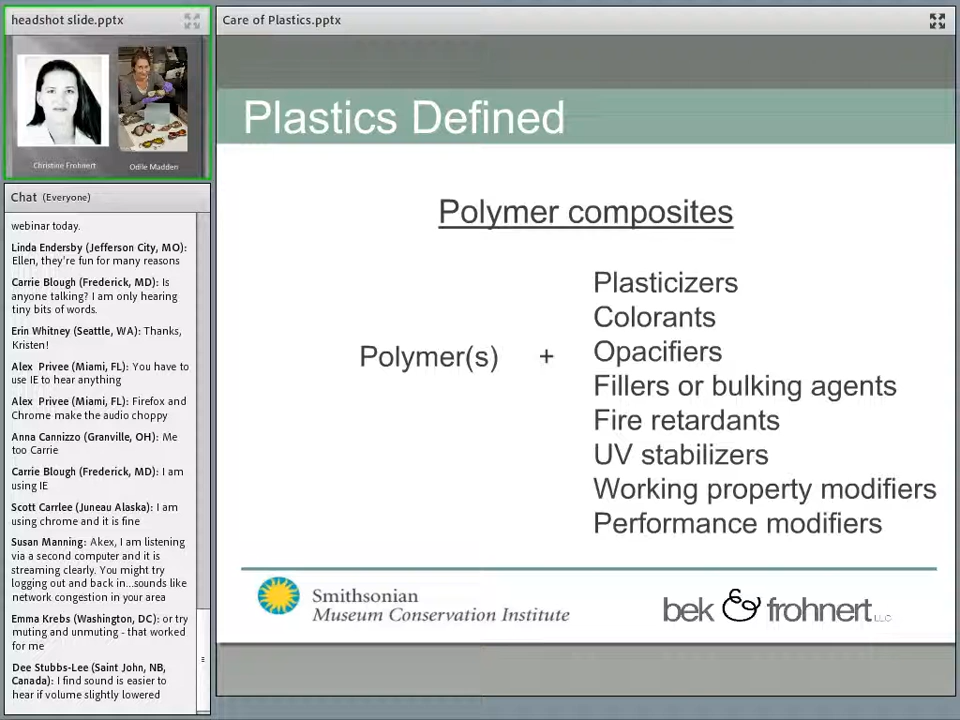 headshot slide.pptx
Christine Frohnert
Odile Madden
Chat (Everyone)
webinar today.
Linda Endersby (Jefferson City, MO):
Ellen, they're fun for many reasons
Carrie Blough (Frederick, MD): Is
anyone talking? I am only hearing
tiny bits of words.
Erin Whitney (Seattle, WA): Thanks,
Kristen!
Alex Privee (Miami, FL): You have to
use IE to hear anything
Alex Privee (Miami, FL): Firefox and
Chrome make the audio choppy
Anna Cannizzo (Granville, OH): Me
too Carrie
Carrie Blough (Frederick, MD): I am
using IE
Scott Carrlee (Juneau Alaska): I am
using chrome and it is fine
Susan Manning: Akex, I am listening
via a second computer and it is
streaming clearly. You might try
logging out and back in...sounds like
network congestion in your area
Emma Krebs (Washington, DC): or try
muting and unmuting - that worked
for me
Dee Stubbs-Lee (Saint John, NB,
Canada): I find sound is easier to
hear if volume slightly lowered
Care of Plastics.pptx
Plastics Defined
Polymer composites
Polymer(s) +
Plasticizers
Colorants
Opacifiers
Fillers or bulking agents
Fire retardants
UV stabilizers
Working property modifiers
Performance modifiers
Smithsonian
Museum Conservation Institute
bek & frohnert LLC